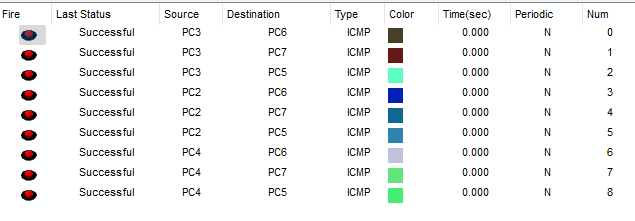 Fire Last Status Source Destination Type Color Time(sec) Periodic Num
Successful PC3 PC6 ICMP 0.000 N 0
Successful PC3 PC7 ICMP 0.000 N 1
Successful PC3 PC5 ICMP 0.000 N 2
Successful PC2 PC6 ICMP 0.000 N 3
Successful PC2 PC7 ICMP 0.000 N 4
Successful PC2 PC5 ICMP 0.000 N 5
Successful PC4 PC6 ICMP 0.000 N 6
Successful PC4 PC7 ICMP 0.000 N 7
Successful PC4 PC5 ICMP 0.000 N 8